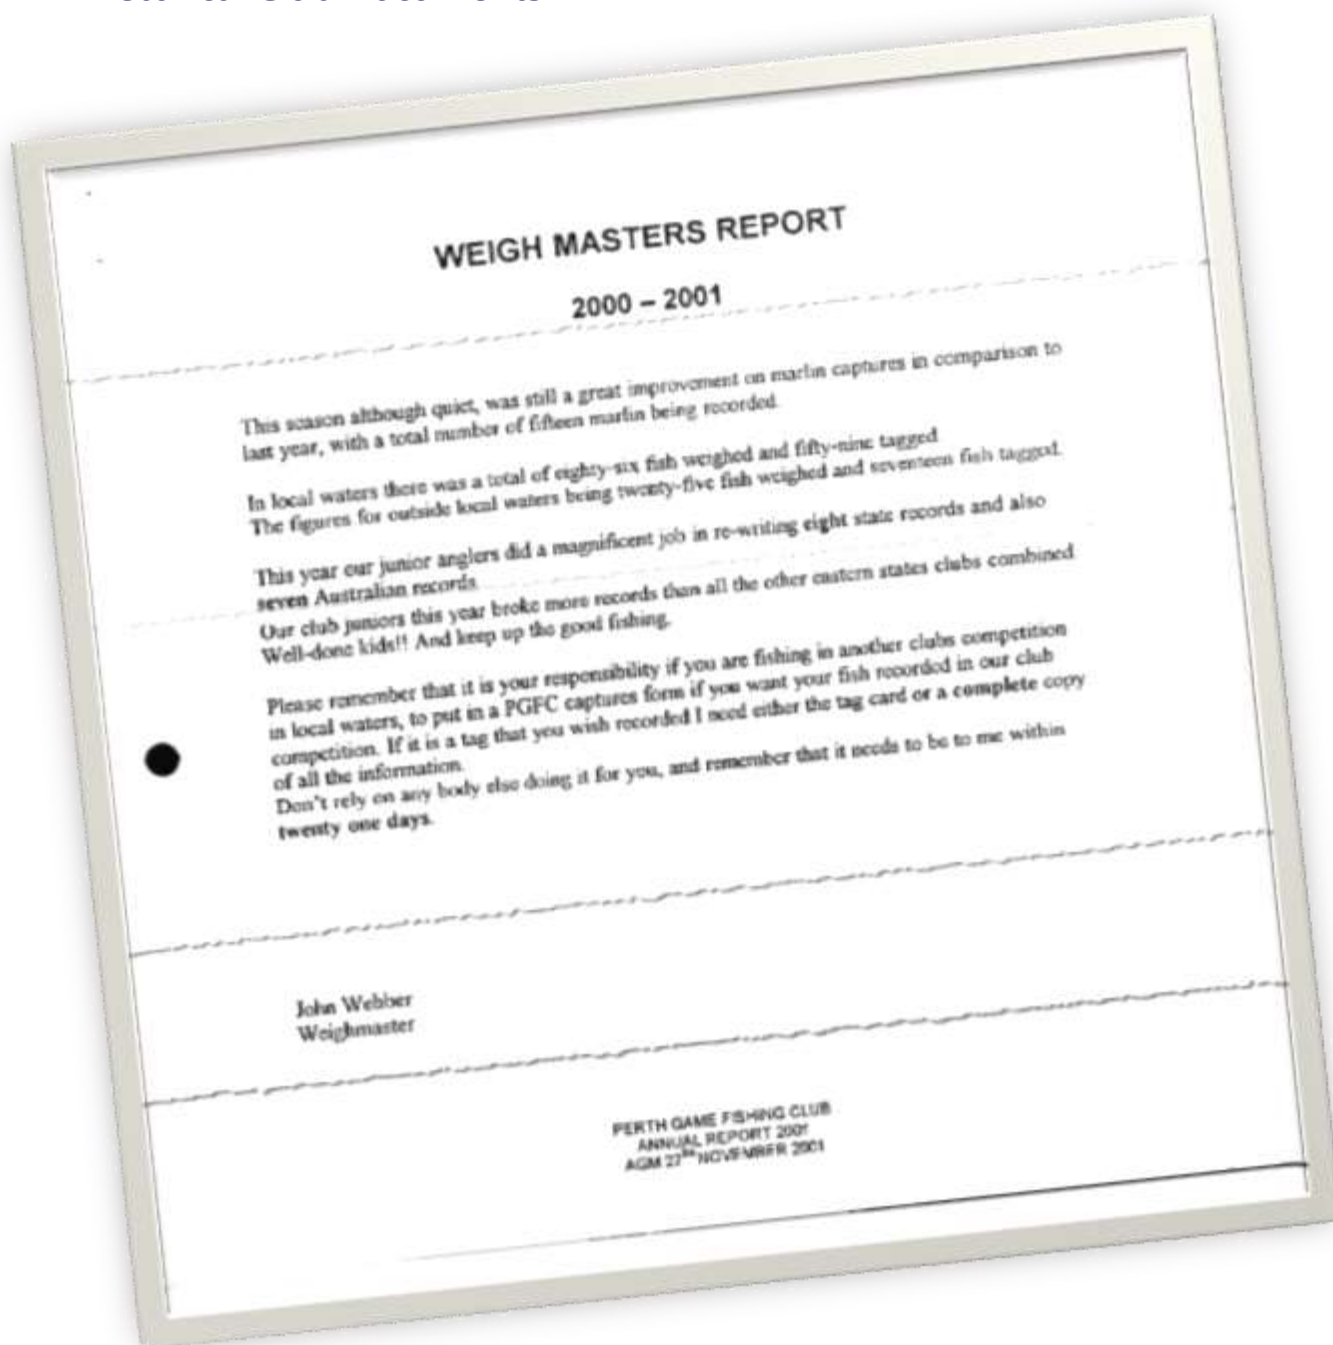 WEIGH MASTERS REPORT
2000 – 2001
This season although quiet, was still a great improvement on marlin captures in comparison to
last year, with a total number of fifteen marlin being recorded.
In local waters there was a total of eighty-six fish weighed and fifty-nine tagged
The figures for outside local waters being twenty-five fish weighed and seventeen fish tagged.
This year our junior anglers did a magnificent job in re-writing eight state records and also
seven Australian records
Our club juniors this year broke more records than all the other eastern states clubs combined
Well-done kids!! And keep up the good fishing.
Please remember that it is your responsibility if you are fishing in another clubs competition
in local waters, to put in a PGFC captures form if you want your fish recorded in our club
competition. If it is a tag that you wish recorded I need either the tag card or a complete copy
of all the information.
Don't rely on any body else doing it for you, and remember that it needs to be to me within
twenty one days.
John Webber
Weighmaster
PERTH GAME FISHING CLUB
ANNUAL REPORT 2001
AGM NOVEMBER 2001